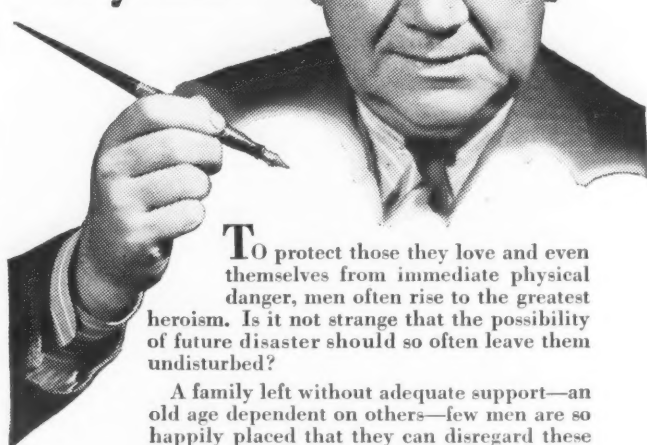 TO protect those they love and even
themselves from immediate physical
danger, men often rise to the greatest
heroism. Is it not strange that the possibility
of future disaster should so often leave them
undisturbed?
A family left without adequate support—an
old age dependent on others—few men are so
happily placed that they can disregard these